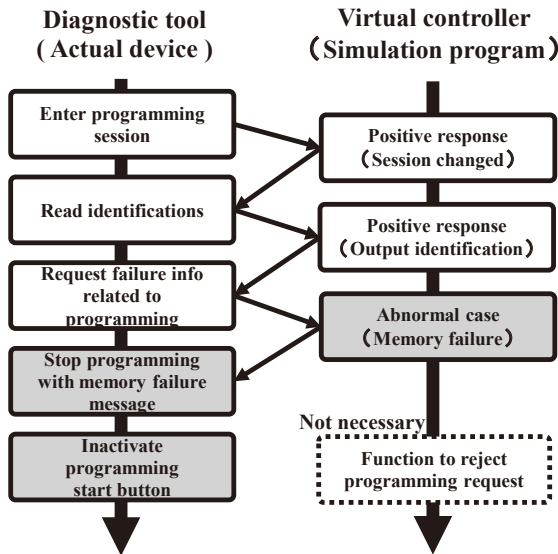 Diagnostic tool
( Actual device )
Virtual controller
(Simulation program)
Enter programming
session
Positive response
(Session changed)
Read identifications
Positive response
(Output identification)
Request failure info
related to
programming
Abnormal case
(Memory failure)
Stop programming
with memory failure
message
Not necessary
Inactivate
programming
start button
Function to reject
programming request